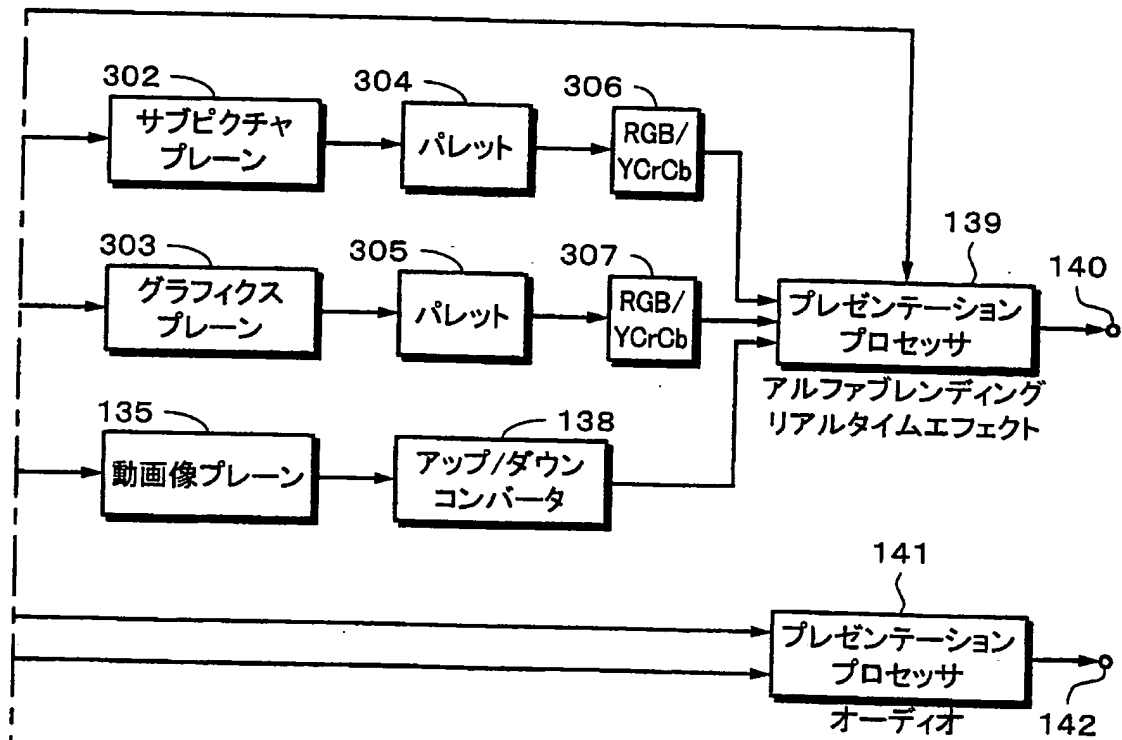 302
サブピクチャ
プレーン
304
パレット
306
RGB/
YCrCb
303
グラフィクス
プレーン
305
パレット
307
RGB/
YCrCb
139
プレゼンテーション
プロセッサ
アルファブレンディング
リアルタイムエフェクト
140
135
動画像プレーン
138
アップ/ダウン
コンバータ
141
プレゼンテーション
プロセッサ
オーディオ
142